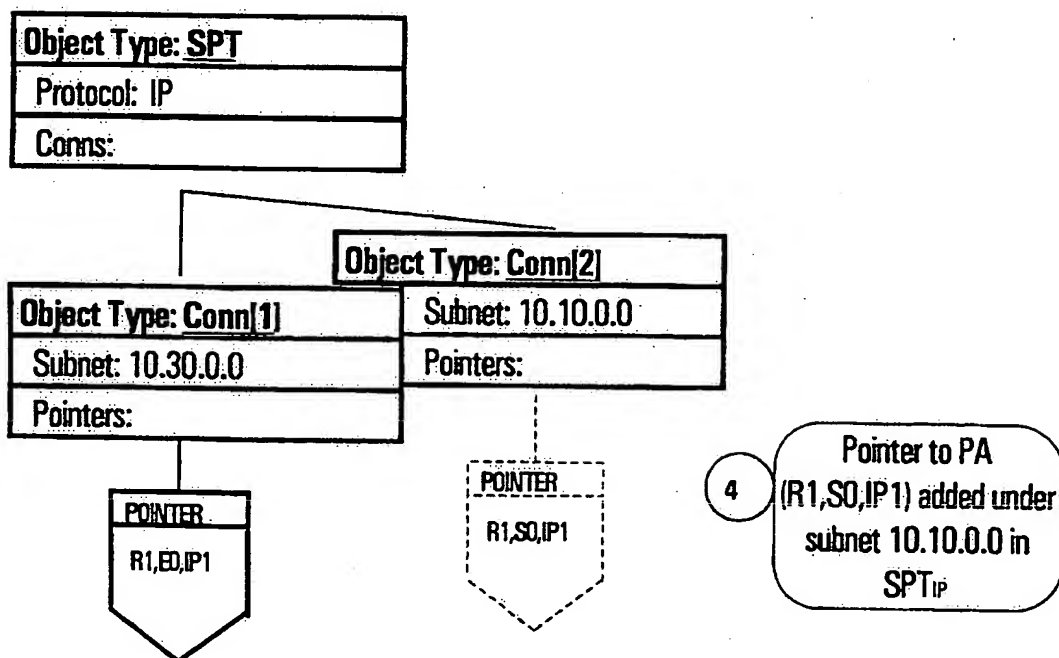 Object Type: SPT
Protocol: IP
Conns:
Object Type: Conn[2]
Subnet: 10.10.0.0
Pointers:
Object Type: Conn[1]
Subnet: 10.30.0.0
Pointers:
POINTER
R1,E0,IP1
POINTER
R1,S0,IP1
4
Pointer to PA
(R1,S0,IP1) added under
subnet 10.10.0.0 in
SPTIP